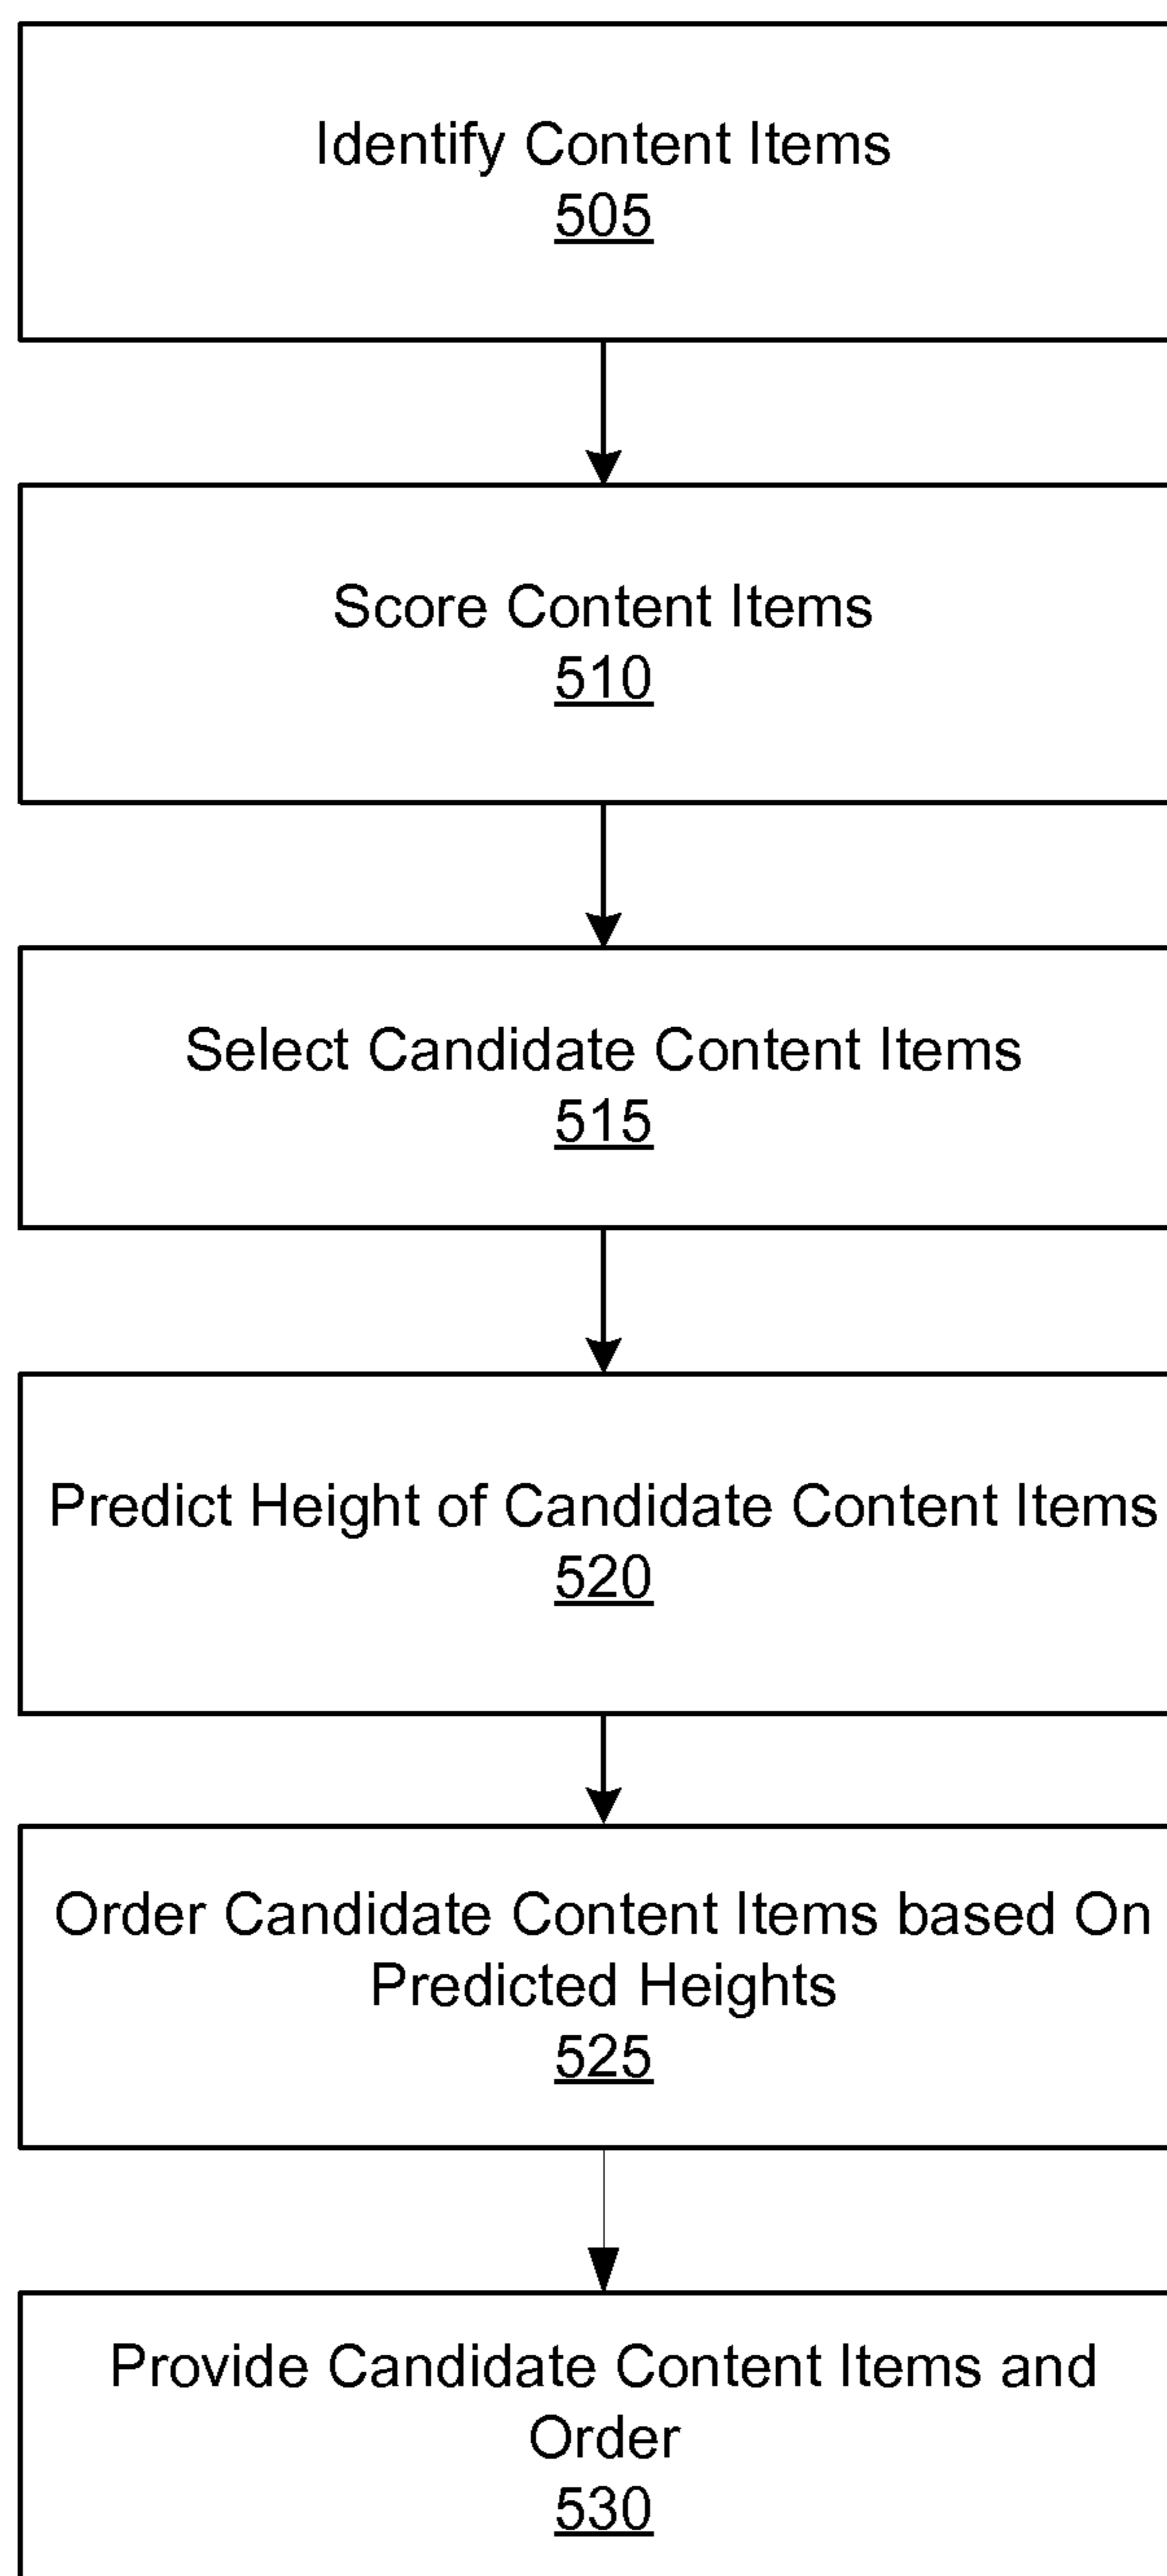 Identify Content Items
505
Score Content Items
510
Select Candidate Content Items
515
Predict Height of Candidate Content Items
520
Order Candidate Content Items based On
Predicted Heights
525
Provide Candidate Content Items and
Order
530